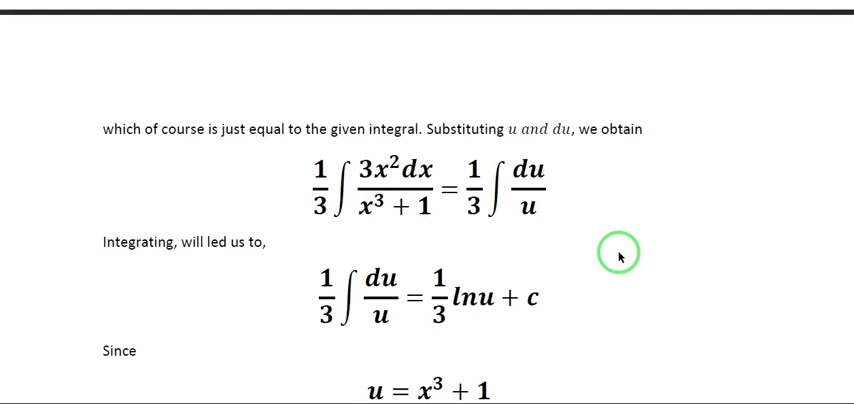 which of course is just equal to the given integral. Substituting u and du, we obtain
1/3 ∫ 3x²dx/x³ + 1 = 1/3 ∫ du/u
Integrating, will led us to,
1/3 ∫ du/u = 1/3 lnu + c
Since
u = x³ + 1